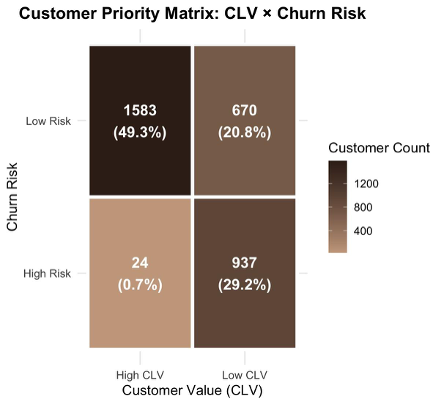 Customer Priority Matrix: CLV × Churn Risk
Churn Risk
Low Risk
High Risk
1583
(49.3%)
670
(20.8%)
24
(0.7%)
937
(29.2%)
High CLV
Low CLV
Customer Value (CLV)
Customer Count
1200
800
400